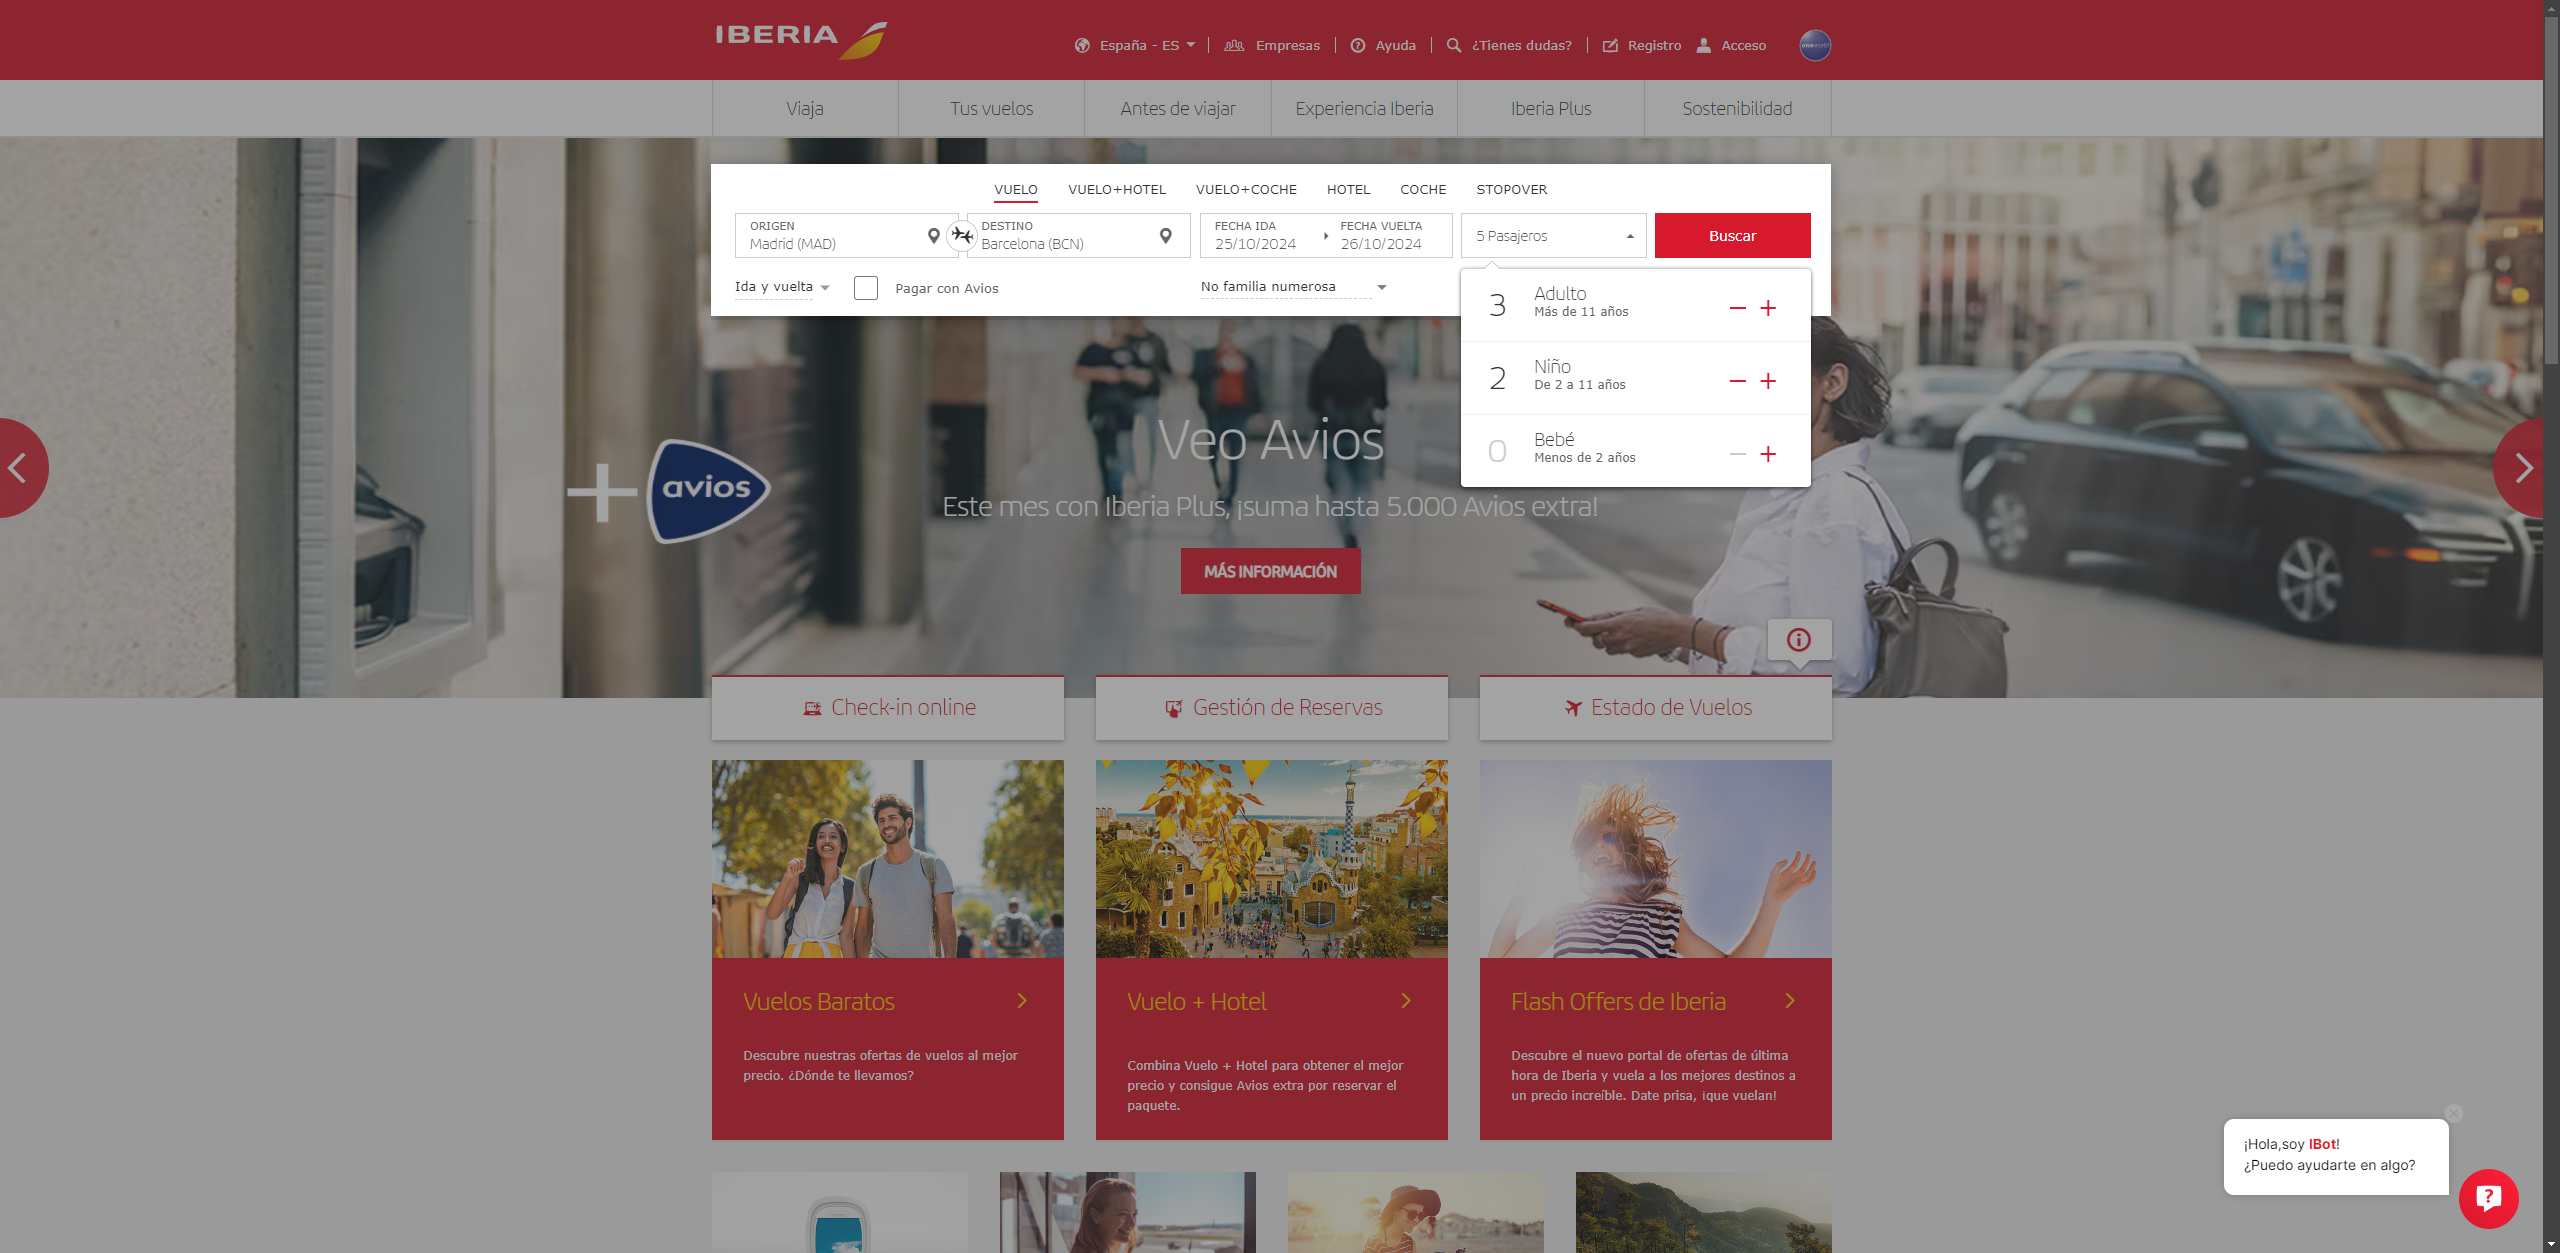 IBERIA
España - ES
Empresas
Ayuda
¿Tienes dudas?
Registro
Acceso
oneworld
Viaja
Tus vuelos
Antes de viajar
Experiencia Iberia
Iberia Plus
Sostenibilidad
VUELO
VUELO+HOTEL
VUELO+COCHE
HOTEL
COCHE
STOPOVER
ORIGEN
Madrid (MAD)
DESTINO
Barcelona (BCN)
FECHA IDA
25/10/2024
FECHA VUELTA
26/10/2024
5 Pasajeros
Buscar
Ida y vuelta
Pagar con Avios
No familia numerosa
3
Adulto
Más de 11 años
2
Niño
De 2 a 11 años
0
Bebé
Menos de 2 años
avios
Veo Avios
Este mes con Iberia Plus, ¡suma hasta 5.000 Avios extra!
MÁS INFORMACIÓN
Check-in online
Gestión de Reservas
Estado de Vuelos
Vuelos Baratos
Descubre nuestras ofertas de vuelos al mejor
precio. ¿Dónde te llevamos?
Vuelo + Hotel
Combina Vuelo + Hotel para obtener el mejor
precio y consigue Avios extra por reservar el
paquete.
Flash Offers de Iberia
Descubre el nuevo portal de ofertas de última
hora de Iberia y vuela a los mejores destinos a
un precio increíble. Date prisa, ¡que vuelan!
¡Hola,soy IBot!
¿Puedo ayudarte en algo?